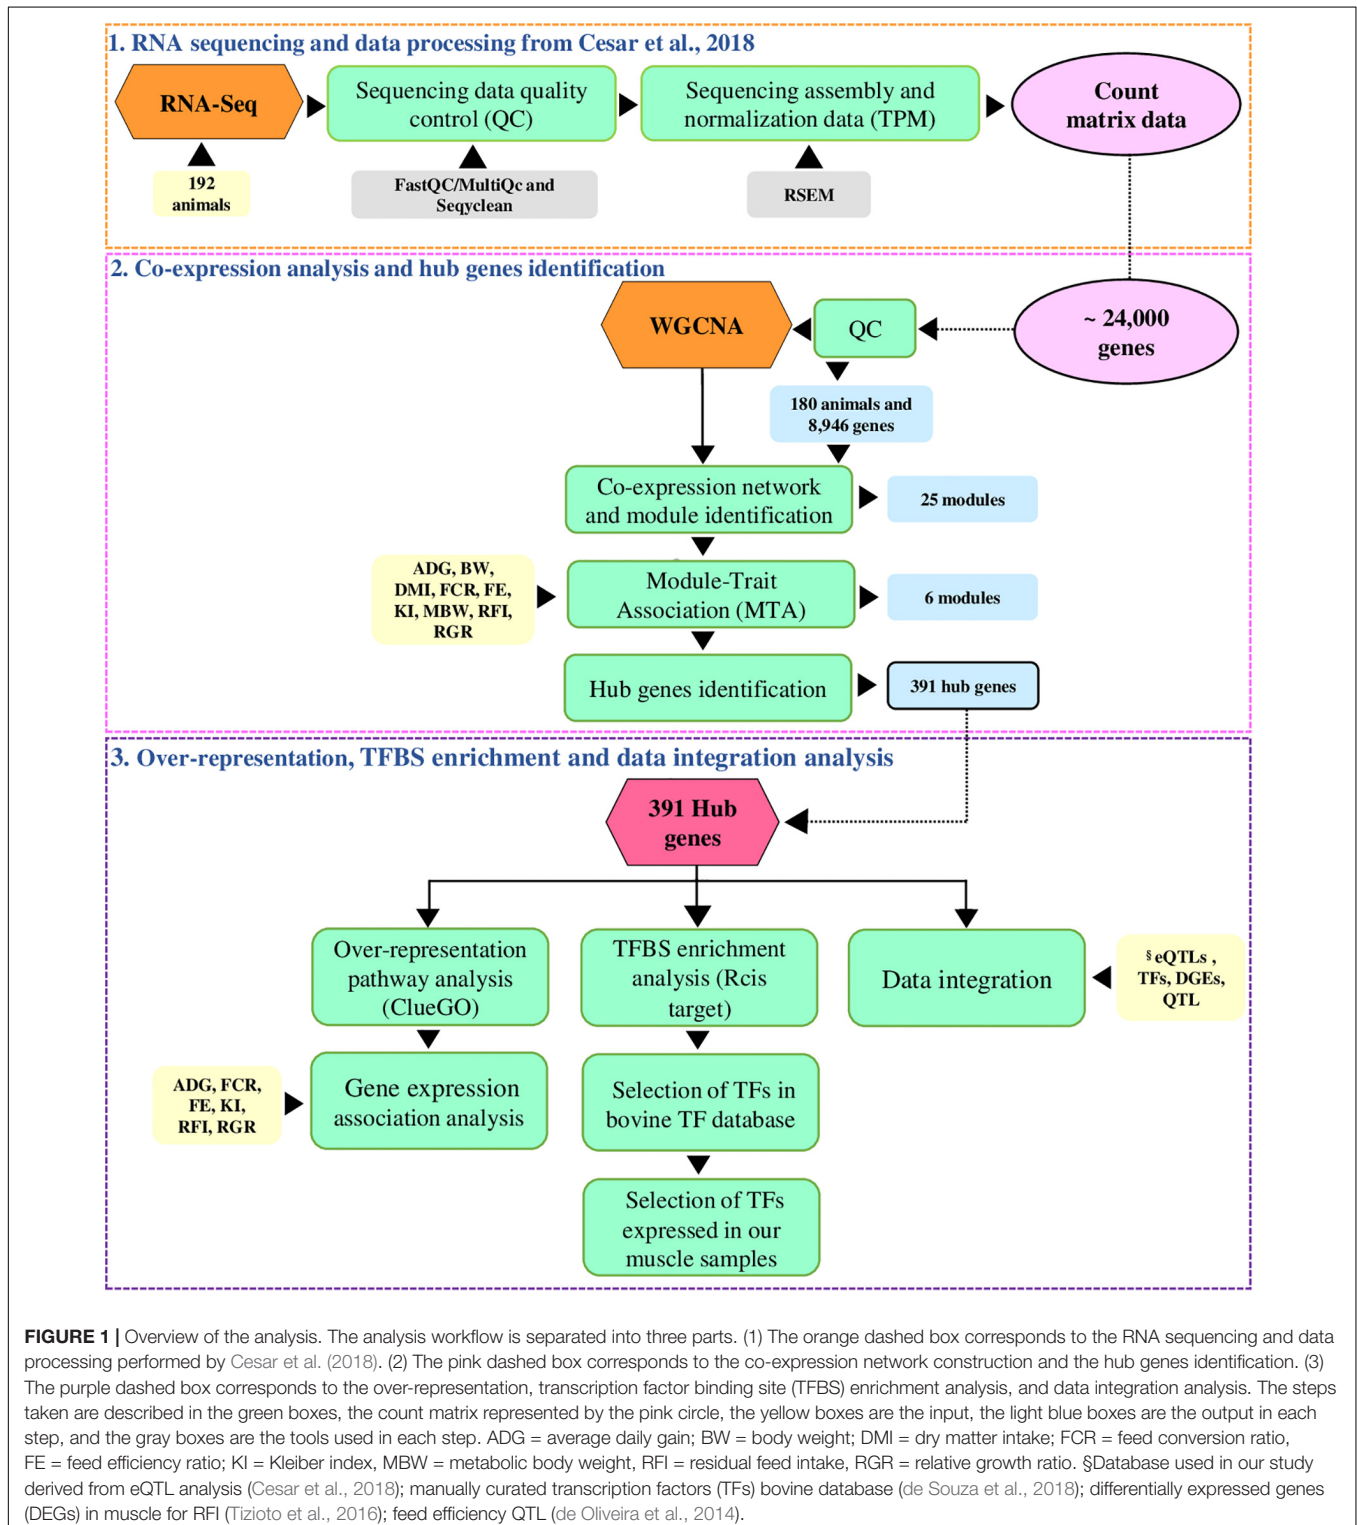 1. RNA sequencing and data processing from Cesar et al., 2018
RNA-Seq
Sequencing data quality
control (QC)
Sequencing assembly and
normalization data (TPM)
Count
matrix data
192
animals
FastQC/MultiQc and
Seqyclean
RSEM
2. Co-expression analysis and hub genes identification
WGCNA
QC
~ 24,000
genes
180 animals and
8,946 genes
Co-expression network
and module identification
25 modules
ADG, BW,
DMI, FCR, FE,
KI, MBW, RFI,
RGR
Module-Trait
Association (MTA)
6 modules
Hub genes identification
391 hub genes
3. Over-representation, TFBS enrichment and data integration analysis
391 Hub
genes
Over-representation
pathway analysis
(ClueGO)
TFBS enrichment
analysis (Rcis
target)
Data integration
§ eQTLs ,
TFs, DGEs,
QTL
ADG, FCR,
FE, KI,
RFI, RGR
Gene expression
association analysis
Selection of TFs in
bovine TF database
Selection of TFs
expressed in our
muscle samples
FIGURE 1 | Overview of the analysis. The analysis workflow is separated into three parts. (1) The orange dashed box corresponds to the RNA sequencing and data
processing performed by Cesar et al. (2018). (2) The pink dashed box corresponds to the co-expression network construction and the hub genes identification. (3)
The purple dashed box corresponds to the over-representation, transcription factor binding site (TFBS) enrichment analysis, and data integration analysis. The steps
taken are described in the green boxes, the count matrix represented by the pink circle, the yellow boxes are the input, the light blue boxes are the output in each
step, and the gray boxes are the tools used in each step. ADG = average daily gain; BW = body weight; DMI = dry matter intake; FCR = feed conversion ratio,
FE = feed efficiency ratio; KI = Kleiber index, MBW = metabolic body weight, RFI = residual feed intake, RGR = relative growth ratio. §Database used in our study
derived from eQTL analysis (Cesar et al., 2018); manually curated transcription factors (TFs) bovine database (de Souza et al., 2018); differentially expressed genes
(DEGs) in muscle for RFI (Tizioto et al., 2016); feed efficiency QTL (de Oliveira et al., 2014).